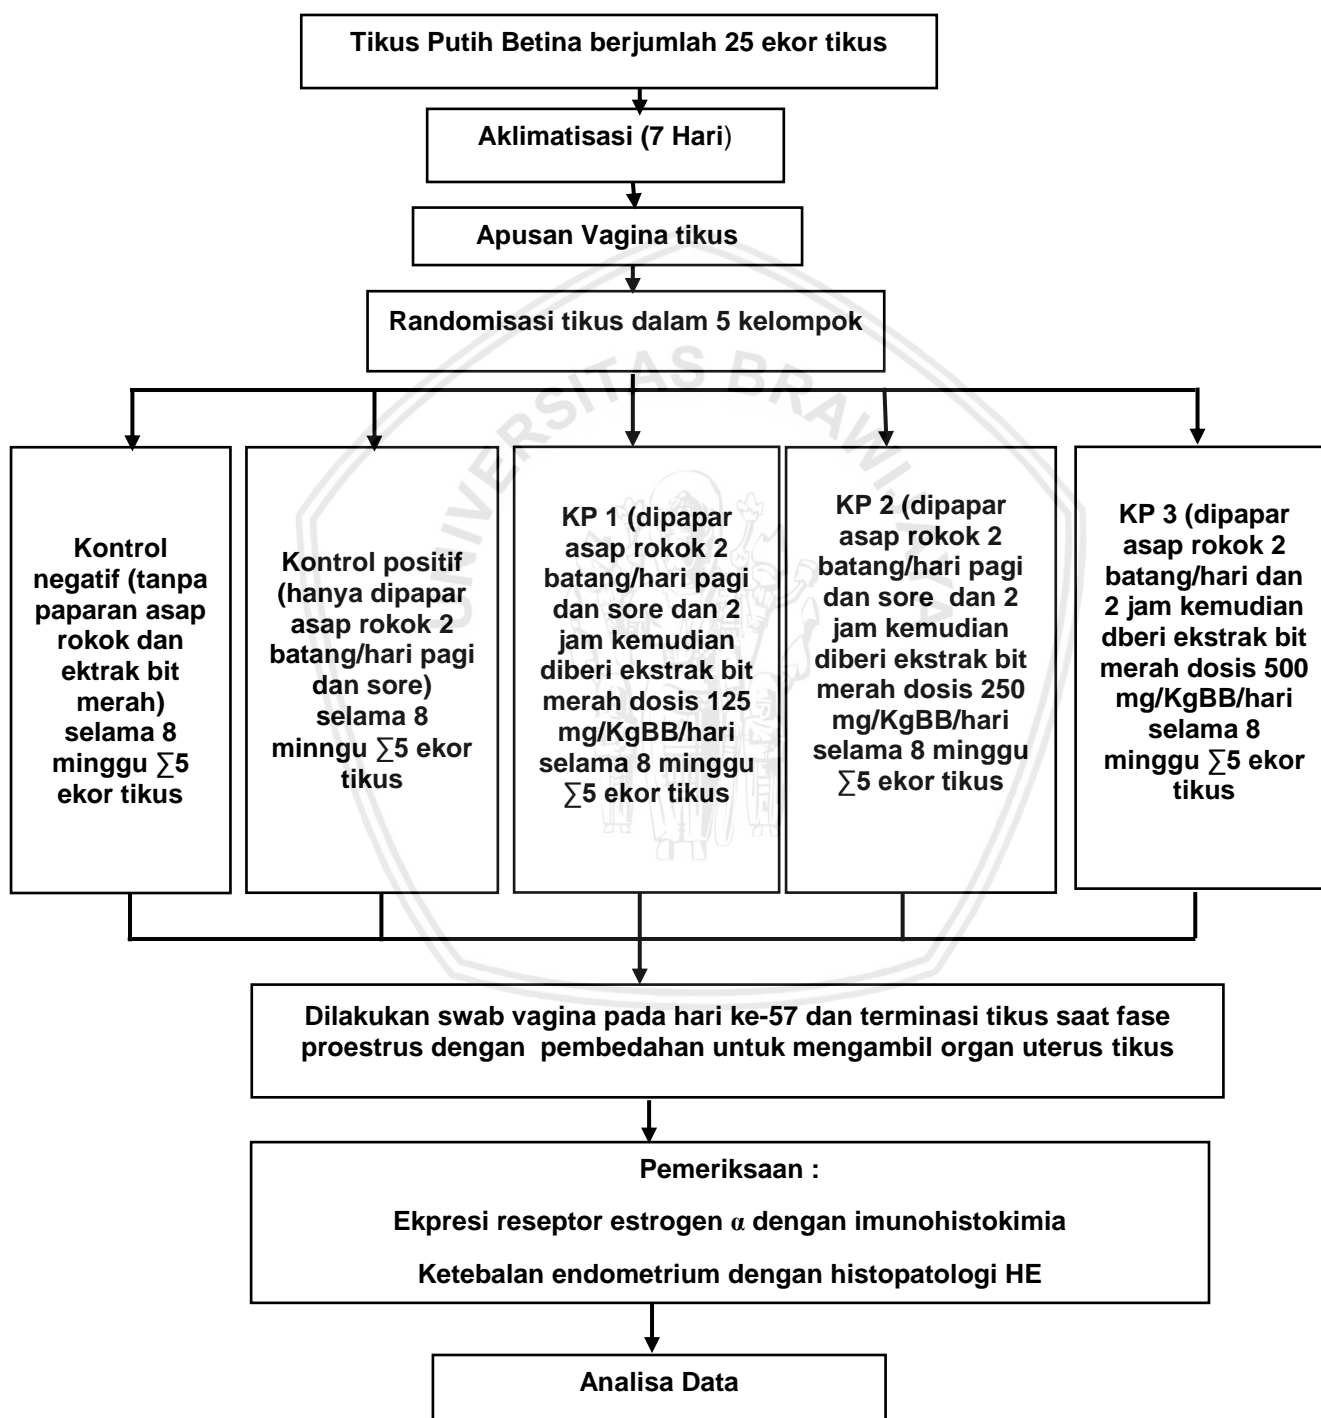 Tikus Putih Betina berjumlah 25 ekor tikus
Aklimatisasi (7 Hari)
Apusan Vagina tikus
Randomisasi tikus dalam 5 kelompok
UNIVERSITAS BRAWIJAYA
Kontrol
negatif (tanpa
paparan asap
rokok dan
ektrak bit
merah)
selama 8
minggu ∑5
ekor tikus
Kontrol positif
(hanya dipapar
asap rokok 2
batang/hari pagi
dan sore)
selama 8
minngu ∑5 ekor
tikus
KP 1 (dipapar
asap rokok 2
batang/hari pagi
dan sore dan 2
jam kemudian
diberi ekstrak bit
merah dosis 125
mg/KgBB/hari
selama 8 minggu
∑5 ekor tikus
KP 2 (dipapar
asap rokok 2
batang/hari pagi
dan sore dan 2
jam kemudian
diberi ekstrak bit
merah dosis 250
mg/KgBB/hari
selama 8 minggu
∑5 ekor tikus
KP 3 (dipapar
asap rokok 2
batang/hari dan
2 jam kemudian
dberi ekstrak bit
merah dosis 500
mg/KgBB/hari
selama 8
minggu ∑5 ekor
tikus
Dilakukan swab vagina pada hari ke-57 dan terminasi tikus saat fase
proestrus dengan pembedahan untuk mengambil organ uterus tikus
Pemeriksaan :
Ekpresi reseptor estrogen α dengan imunohistokimia
Ketebalan endometrium dengan histopatologi HE
Analisa Data